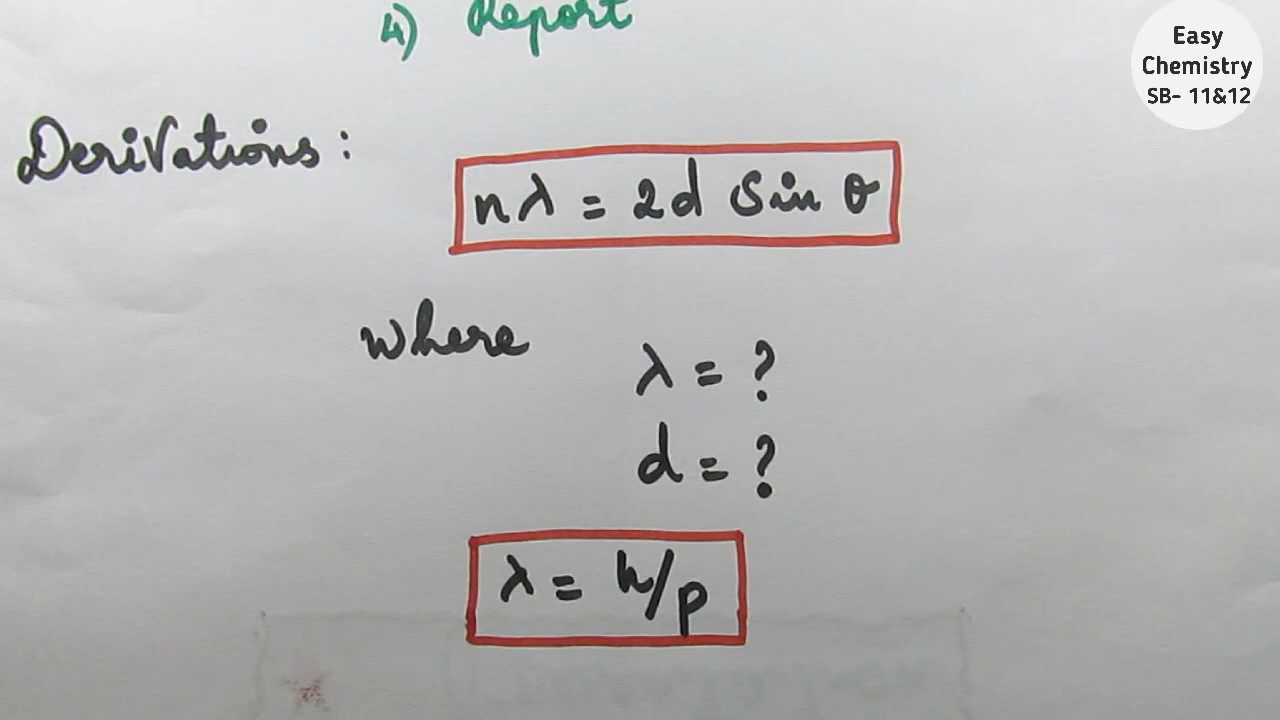 4) Report
Easy
Chemistry
SB- 11&12
Derivations:
nλ = 2d Sin θ
where
λ = ?
d = ?
λ = h/p